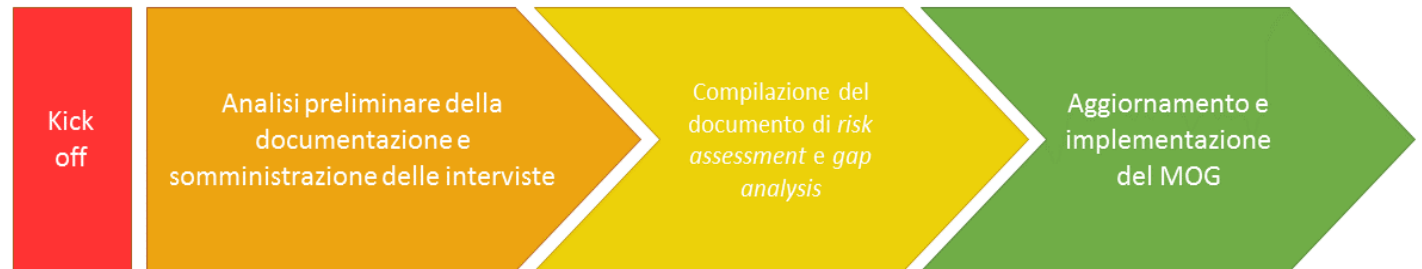 Kick
off
Analisi preliminare della
documentazione e
somministrazione delle interviste
Compilazione del
documento di risk
assessment e gap
analysis
Aggiornamento e
implementazione
del MOG